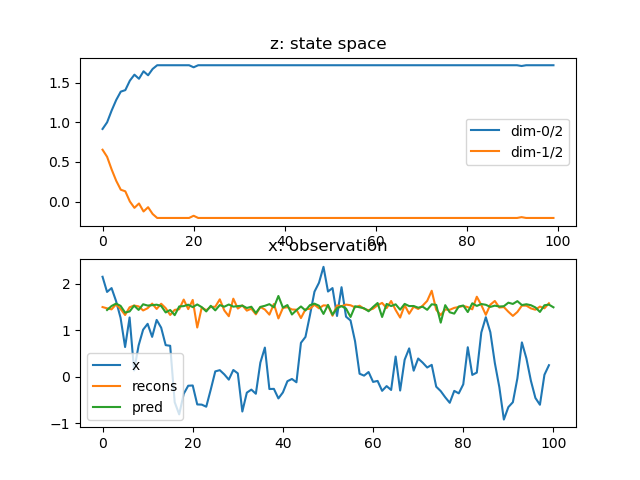 z: state space
1.5
1.0
0.5
0.0
dim-0/2
dim-1/2
0 20 40 60 80 100
x: observation
2
1
0
−1
x
recons
pred
0 20 40 60 80 100